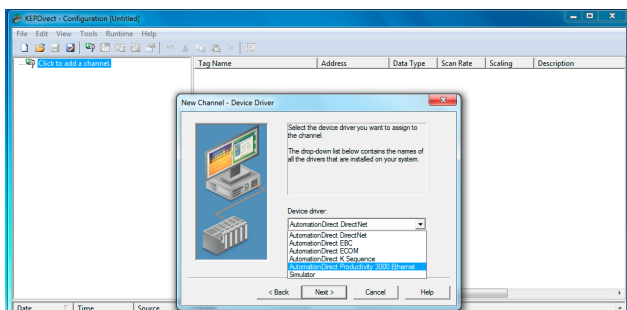 KEPDirect - Configuration [Untitled]
File Edit View Tools Runtime Help
Click to add a channel.
Tag Name Address Data Type Scan Rate Scaling Description
New Channel - Device Driver
Select the device driver you want to assign to
the channel.
The drop-down list below contains the names of
all the drivers that are installed on your system.
Device driver:
AutomationDirect DirectNet
AutomationDirect DirectNet
AutomationDirect EBC
AutomationDirect ECOM
AutomationDirect K Sequence
AutomationDirect Productivity 3000 Ethernet
Simulator
< Back Next > Cancel Help
Date Time Source